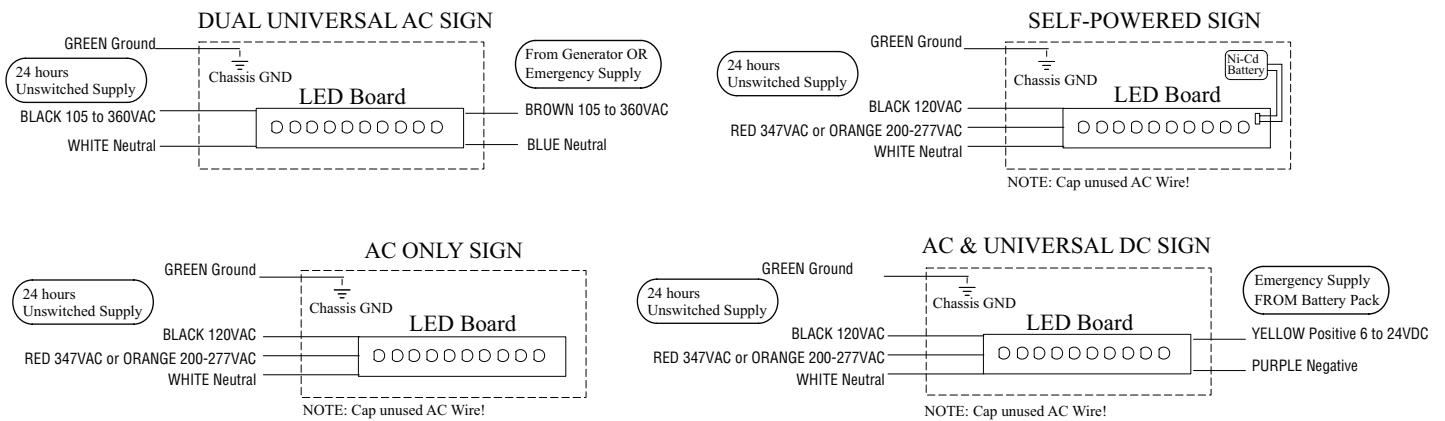 DUAL UNIVERSAL AC SIGN
GREEN Ground
Chassis GND
24 hours
Unswitched Supply
From Generator OR
Emergency Supply
LED Board
BLACK 105 to 360VAC
BROWN 105 to 360VAC
WHITE Neutral
BLUE Neutral
SELF-POWERED SIGN
GREEN Ground
Chassis GND
24 hours
Unswitched Supply
Ni-Cd
Battery
LED Board
BLACK 120VAC
RED 347VAC or ORANGE 200-277VAC
WHITE Neutral
NOTE: Cap unused AC Wire!
AC ONLY SIGN
GREEN Ground
Chassis GND
24 hours
Unswitched Supply
LED Board
BLACK 120VAC
RED 347VAC or ORANGE 200-277VAC
WHITE Neutral
NOTE: Cap unused AC Wire!
AC & UNIVERSAL DC SIGN
GREEN Ground
Chassis GND
24 hours
Unswitched Supply
Emergency Supply
FROM Battery Pack
LED Board
BLACK 120VAC
YELLOW Positive 6 to 24VDC
RED 347VAC or ORANGE 200-277VAC
PURPLE Negative
WHITE Neutral
NOTE: Cap unused AC Wire!